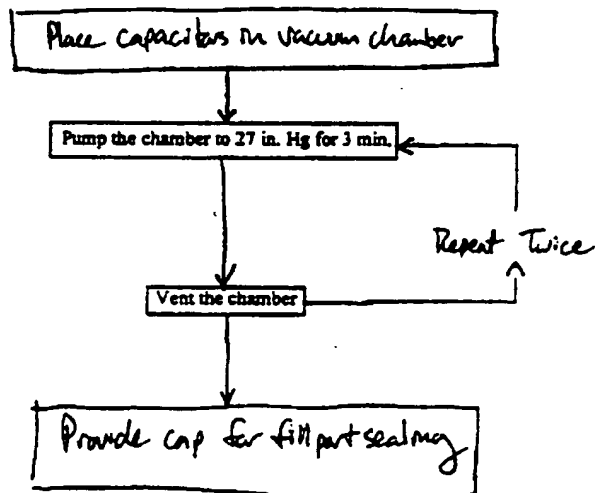 Place capacitors in vacuum chamber
Pump the chamber to 27 in. Hg for 3 min.
Repeat Twice
Vent the chamber
Provide cap for fill port sealing